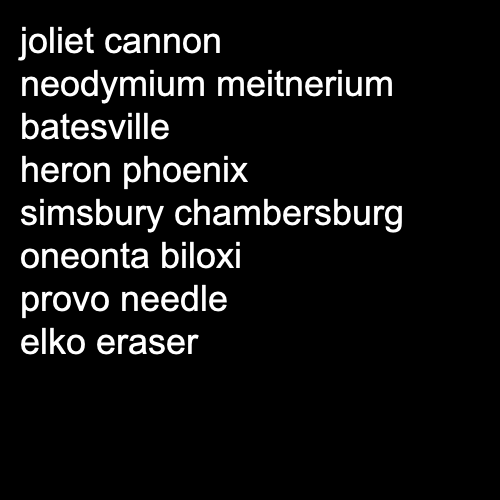 joliet cannon
neodymium meitnerium
batesville
heron phoenix
simsbury chambersburg
oneonta biloxi
provo needle
elko eraser